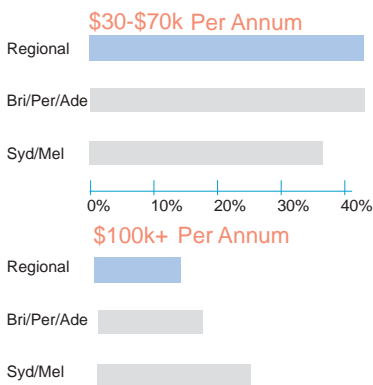 $30-$70k Per Annum
Regional
Bri/Per/Ade
Syd/Mel
0% 10% 20% 30% 40%
$100k+ Per Annum
Regional
Bri/Per/Ade
Syd/Mel